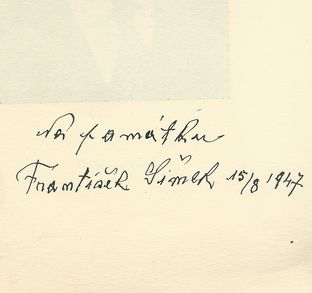 Na památku
František Šimek 15/8 1947